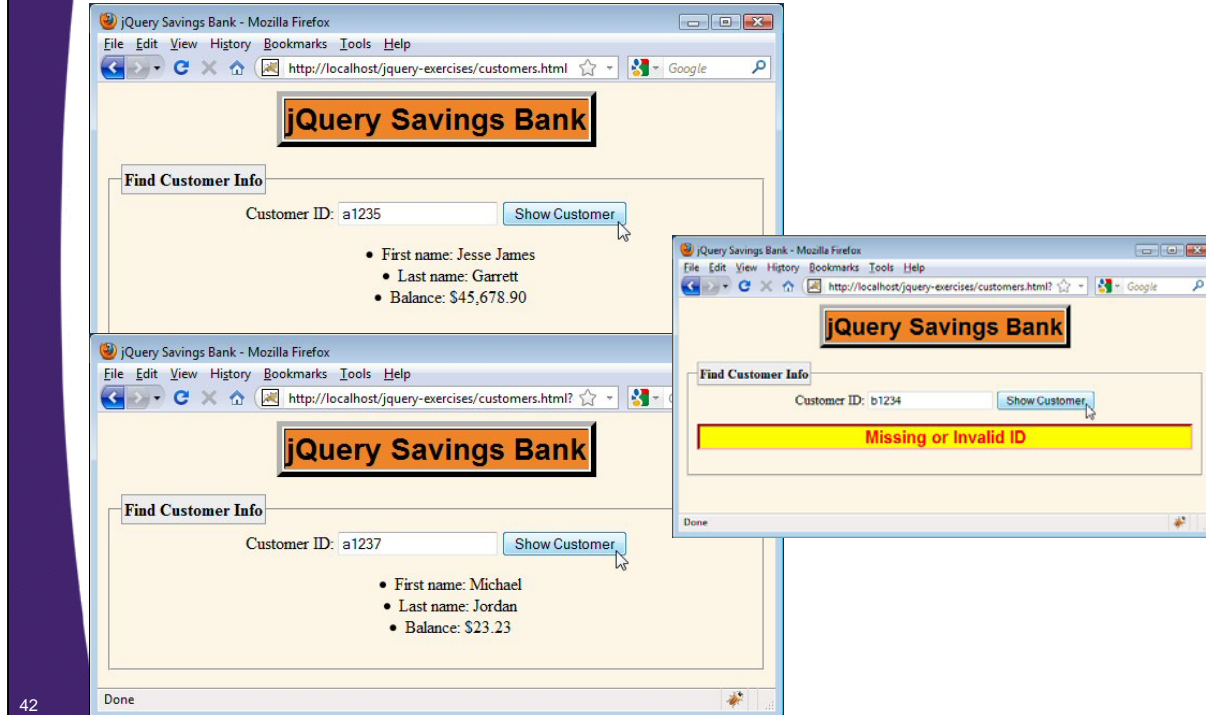 jQuery Savings Bank - Mozilla Firefox
File Edit View History Bookmarks Tools Help
http://localhost/jquery-exercises/customers.html
Google
jQuery Savings Bank
Find Customer Info
Customer ID: a1235 Show Customer
• First name: Jesse James
• Last name: Garrett
• Balance: $45,678.90
jQuery Savings Bank - Mozilla Firefox
File Edit View History Bookmarks Tools Help
http://localhost/jquery-exercises/customers.html?
jQuery Savings Bank
Find Customer Info
Customer ID: a1237 Show Customer
• First name: Michael
• Last name: Jordan
• Balance: $23.23
Done
jQuery Savings Bank - Mozilla Firefox
File Edit View History Bookmarks Tools Help
http://localhost/jquery-exercises/customers.html?
Google
jQuery Savings Bank
Find Customer Info
Customer ID: b1234 Show Customer
Missing or Invalid ID
Done
42